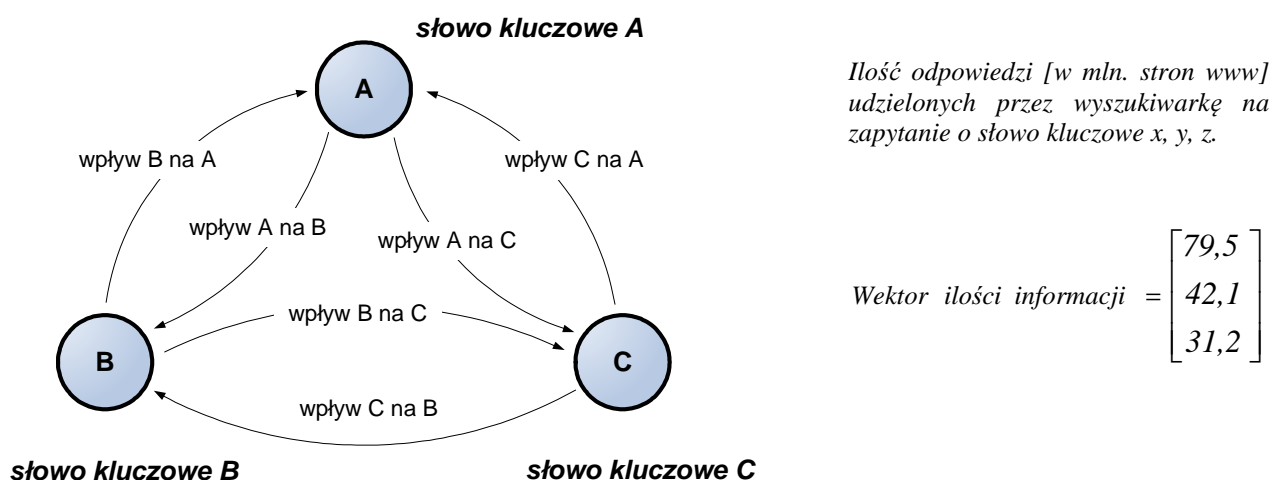 słowo kluczowe A
A
wpływ B na A
wpływ C na A
wpływ A na B
wpływ A na C
wpływ B na C
B
C
wpływ C na B
słowo kluczowe B
słowo kluczowe C
Ilość odpowiedzi [w mln. stron www]
udzielonych przez wyszukiwarkę na
zapytanie o słowo kluczowe x, y, z.
79,5
Wektor ilości informacji = 42,1
31,2